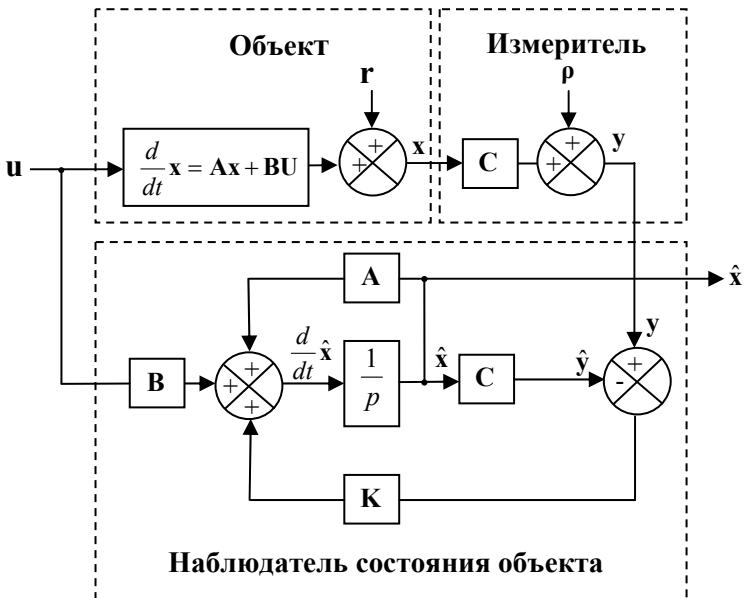 Объект
Измеритель
r
ρ
u
d/dt x = Ax + BU
+
+
x
C
+
+
y
A
x̂
y
d/dt x̂
1/p
x̂
C
ŷ
+
-
B
+
+
+
K
Наблюдатель состояния объекта